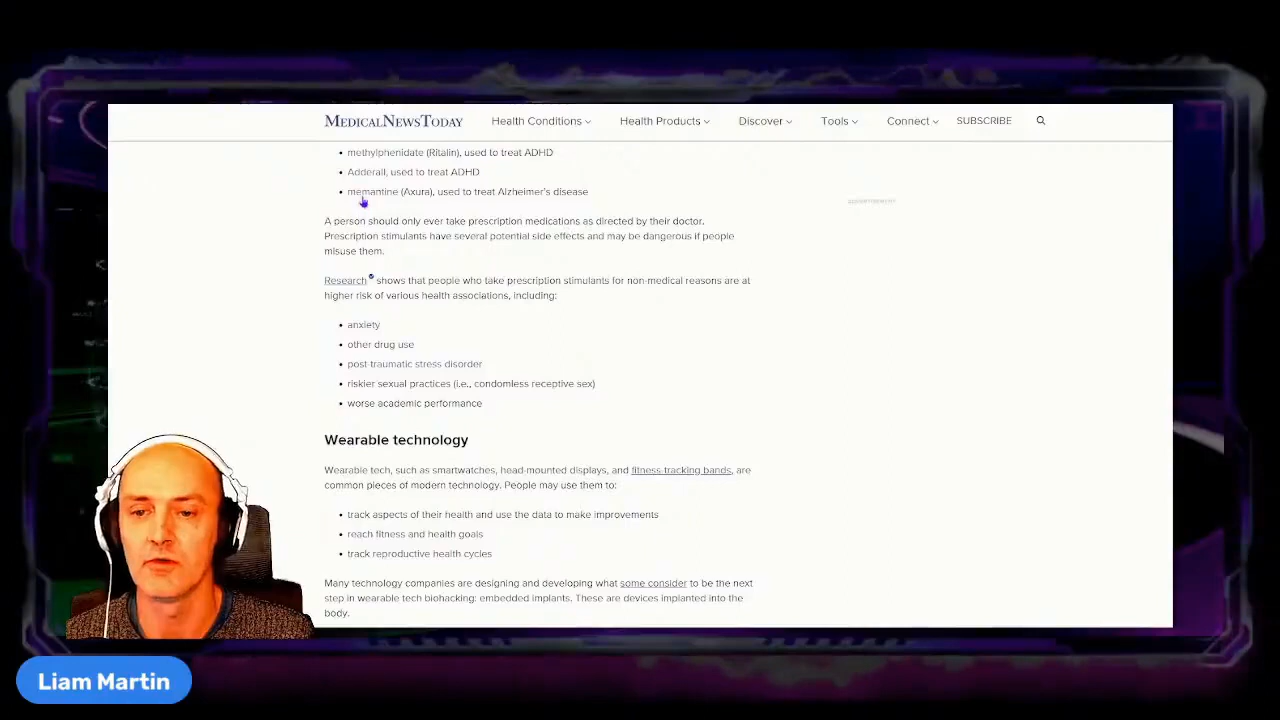 MEDICALNEWSTODAY Health Conditions Health Products Discover Tools Connect SUBSCRIBE
• methylphenidate (Ritalin), used to treat ADHD
• Adderall, used to treat ADHD
• memantine (Axura), used to treat Alzheimer's disease
ADVERTISEMENT
A person should only ever take prescription medications as directed by their doctor.
Prescription stimulants have several potential side effects and may be dangerous if people
misuse them.
Research shows that people who take prescription stimulants for non-medical reasons are at
higher risk of various health associations, including:
• anxiety
• other drug use
• post-traumatic stress disorder
• riskier sexual practices (i.e., condomless receptive sex)
• worse academic performance
Wearable technology
Wearable tech, such as smartwatches, head-mounted displays, and fitness-tracking bands, are
common pieces of modern technology. People may use them to:
• track aspects of their health and use the data to make improvements
• reach fitness and health goals
• track reproductive health cycles
Many technology companies are designing and developing what some consider to be the next
step in wearable tech biohacking: embedded implants. These are devices implanted into the
body.
Liam Martin